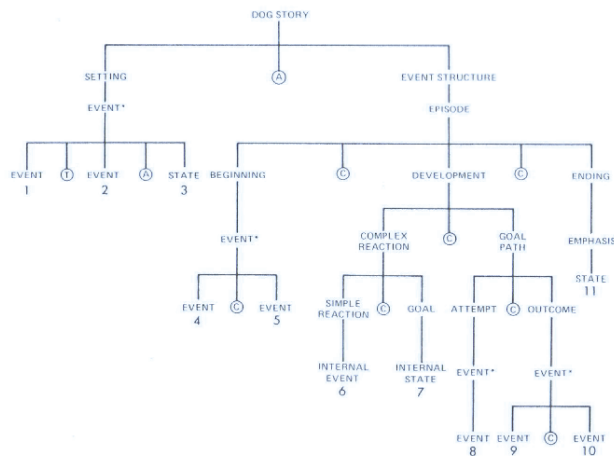 DOG STORY
SETTING
Ⓐ
EVENT STRUCTURE
EVENT*
EPISODE
EVENT
1
Ⓣ
EVENT
2
Ⓐ
STATE
3
BEGINNING
Ⓒ
DEVELOPMENT
Ⓒ
ENDING
EVENT*
COMPLEX
REACTION
Ⓒ
GOAL
PATH
EMPHASIS
STATE
11
EVENT
4
Ⓒ
EVENT
5
SIMPLE
REACTION
Ⓒ
GOAL
ATTEMPT
Ⓒ
OUTCOME
INTERNAL
EVENT
6
INTERNAL
STATE
7
EVENT*
EVENT*
EVENT
8
EVENT
9
Ⓒ
EVENT
10